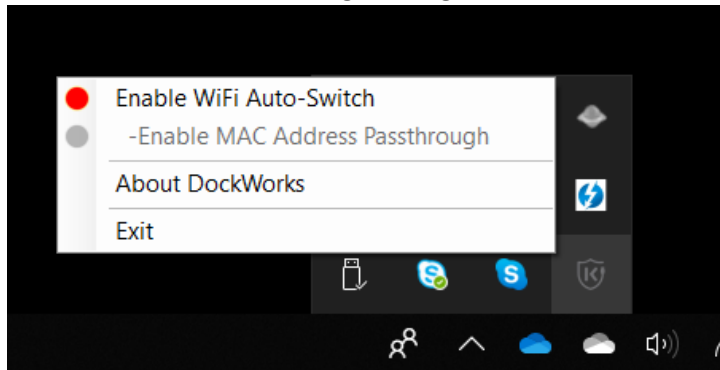 Enable WiFi Auto-Switch
-Enable MAC Address Passthrough
About DockWorks
Exit